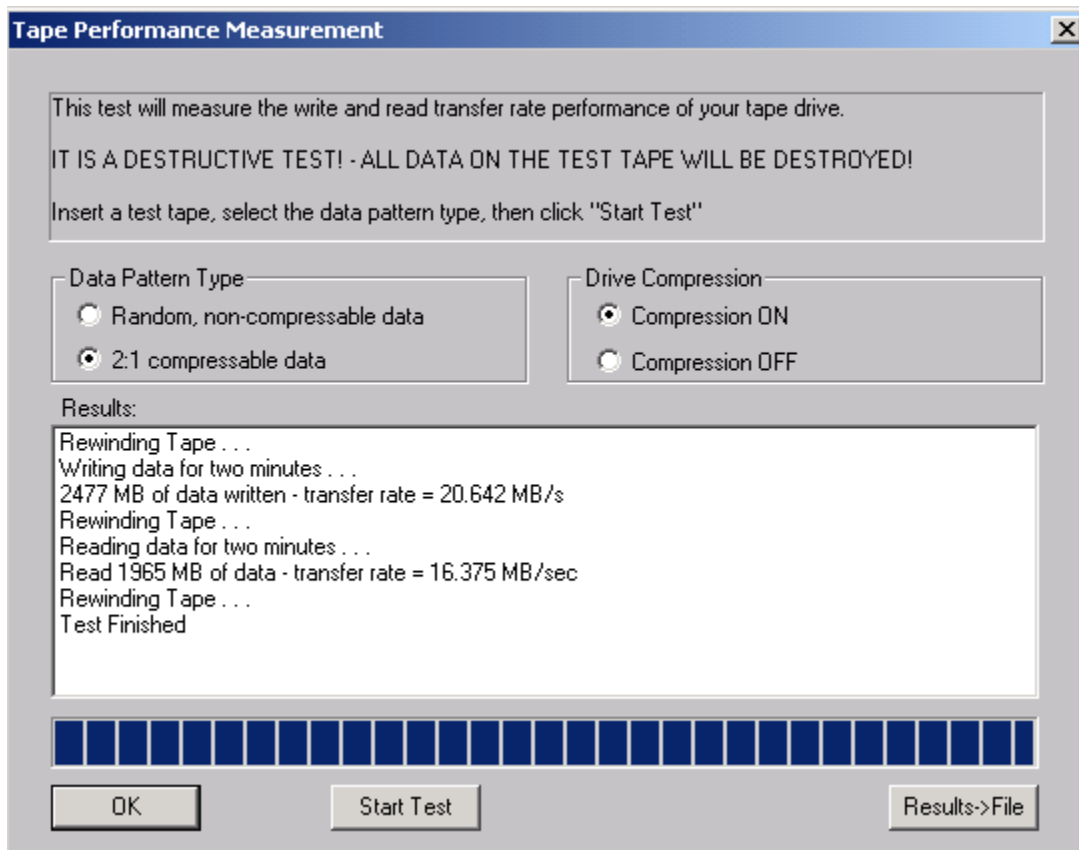 Tape Performance Measurement
This test will measure the write and read transfer rate performance of your tape drive.
IT IS A DESTRUCTIVE TEST! - ALL DATA ON THE TEST TAPE WILL BE DESTROYED!
Insert a test tape, select the data pattern type, then click "Start Test"
Data Pattern Type
Random, non-compressable data
2:1 compressable data
Drive Compression
Compression ON
Compression OFF
Results:
Rewinding Tape . . .
Writing data for two minutes . . .
2477 MB of data written - transfer rate = 20.642 MB/s
Rewinding Tape . . .
Reading data for two minutes . . .
Read 1965 MB of data - transfer rate = 16.375 MB/sec
Rewinding Tape . . .
Test Finished
OK
Start Test
Results->File